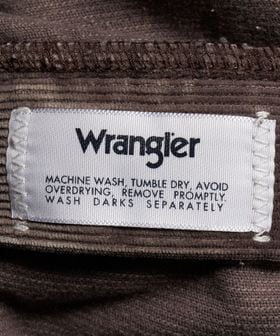 Wrangler
MACHINE WASH, TUMBLE DRY, AVOID
OVERDRYING, REMOVE PROMPTLY.
WASH DARKS SEPARATELY